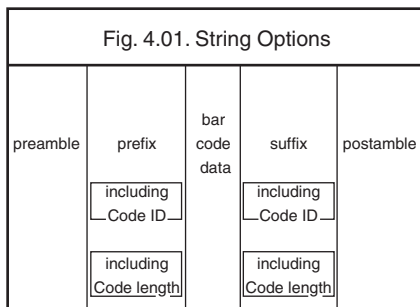 Fig. 4.01. String Options
preamble
prefix
bar
code
data
suffix
postamble
including
Code ID
including
Code ID
including
Code length
including
Code length